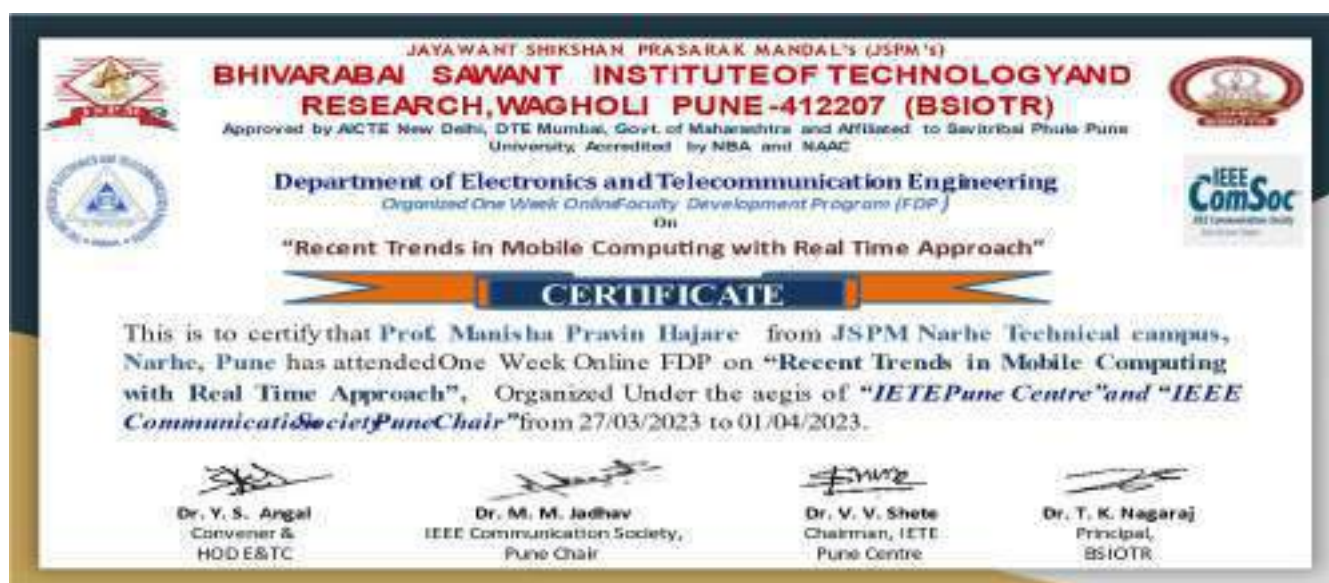 JAYAWANT SHIKSHAN PRASARAK MANDAL's (JSPM's)
BHIVARABAI SAWANT INSTITUTEOF TECHNOLOGYAND
RESEARCH,WAGHOLI PUNE-412207 (BSIOTR)
Approved by AICTE New Delhi, DTE Mumbai, Govt. of Maharashtra and Affiliated to Savitribai Phule Pune
University, Accredited by NBA and NAAC
Department of Electronics and Telecommunication Engineering
Organized One Week OnlineFaculty Development Program (FDP)
On
"Recent Trends in Mobile Computing with Real Time Approach"
IEEE
ComSoc
IEEE Communications Society
CERTIFICATE
This is to certify that Prof. Manisha Pravin Hajare from JSPM Narhe Technical campus,
Narhe, Pune has attendedOne Week Online FDP on "Recent Trends in Mobile Computing
with Real Time Approach", Organized Under the aegis of "IETEPune Centre"and "IEEE
CommunicationSocietyPuneChair"from 27/03/2023 to 01/04/2023.
Dr. Y. S. Angal
Convener &
HOD E&TC
Dr. M. M. Jadhav
IEEE Communication Society,
Pune Chair
Dr. V. V. Shete
Chairman, IETE
Pune Centre
Dr. T. K. Nagaraj
Principal,
BSIOTR